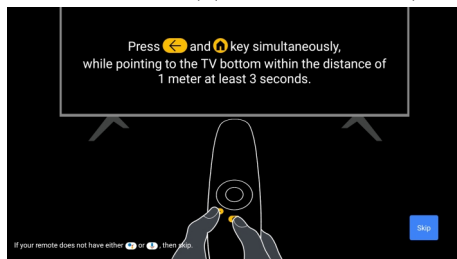 Press and key simultaneously,
while pointing to the TV bottom within the distance of
1 meter at least 3 seconds.
Skip
If your remote does not have either or , then skip.